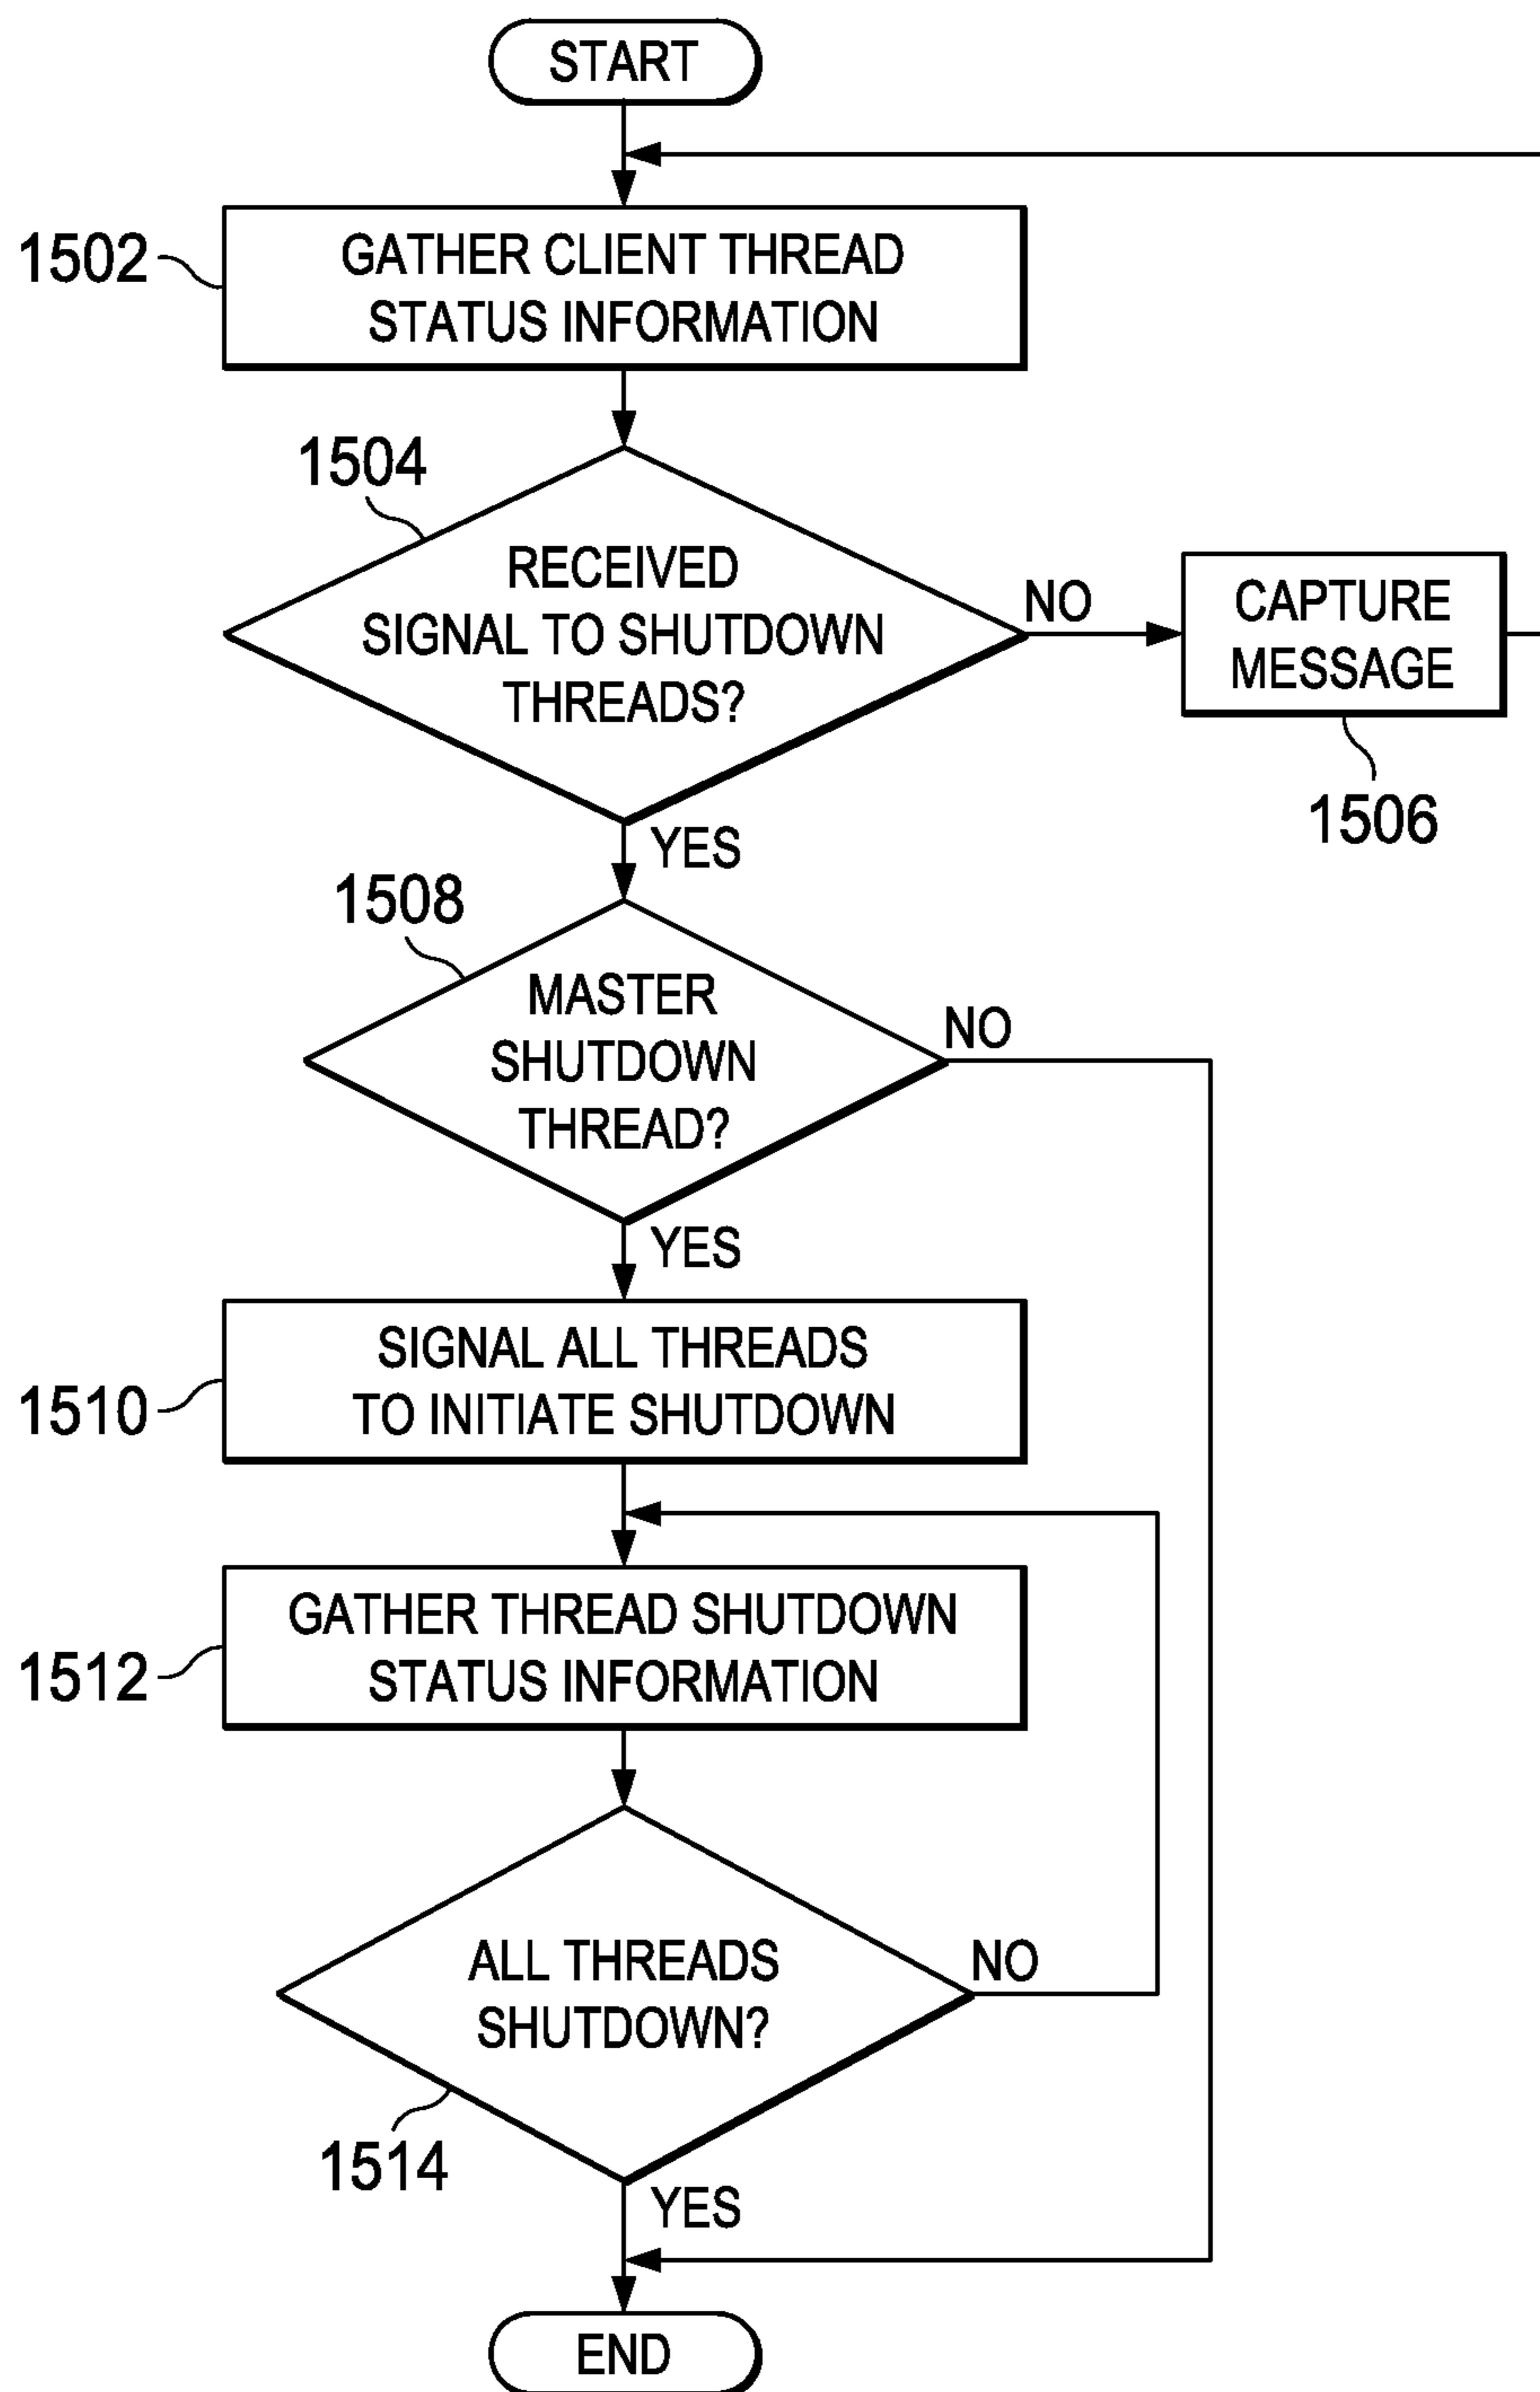 START
1502
GATHER CLIENT THREAD
STATUS INFORMATION
1504
RECEIVED
SIGNAL TO SHUTDOWN
THREADS?
NO
CAPTURE
MESSAGE
1506
YES
1508
MASTER
SHUTDOWN
THREAD?
NO
YES
SIGNAL ALL THREADS
TO INITIATE SHUTDOWN
1510
GATHER THREAD SHUTDOWN
STATUS INFORMATION
1512
ALL THREADS
SHUTDOWN?
NO
1514
YES
END